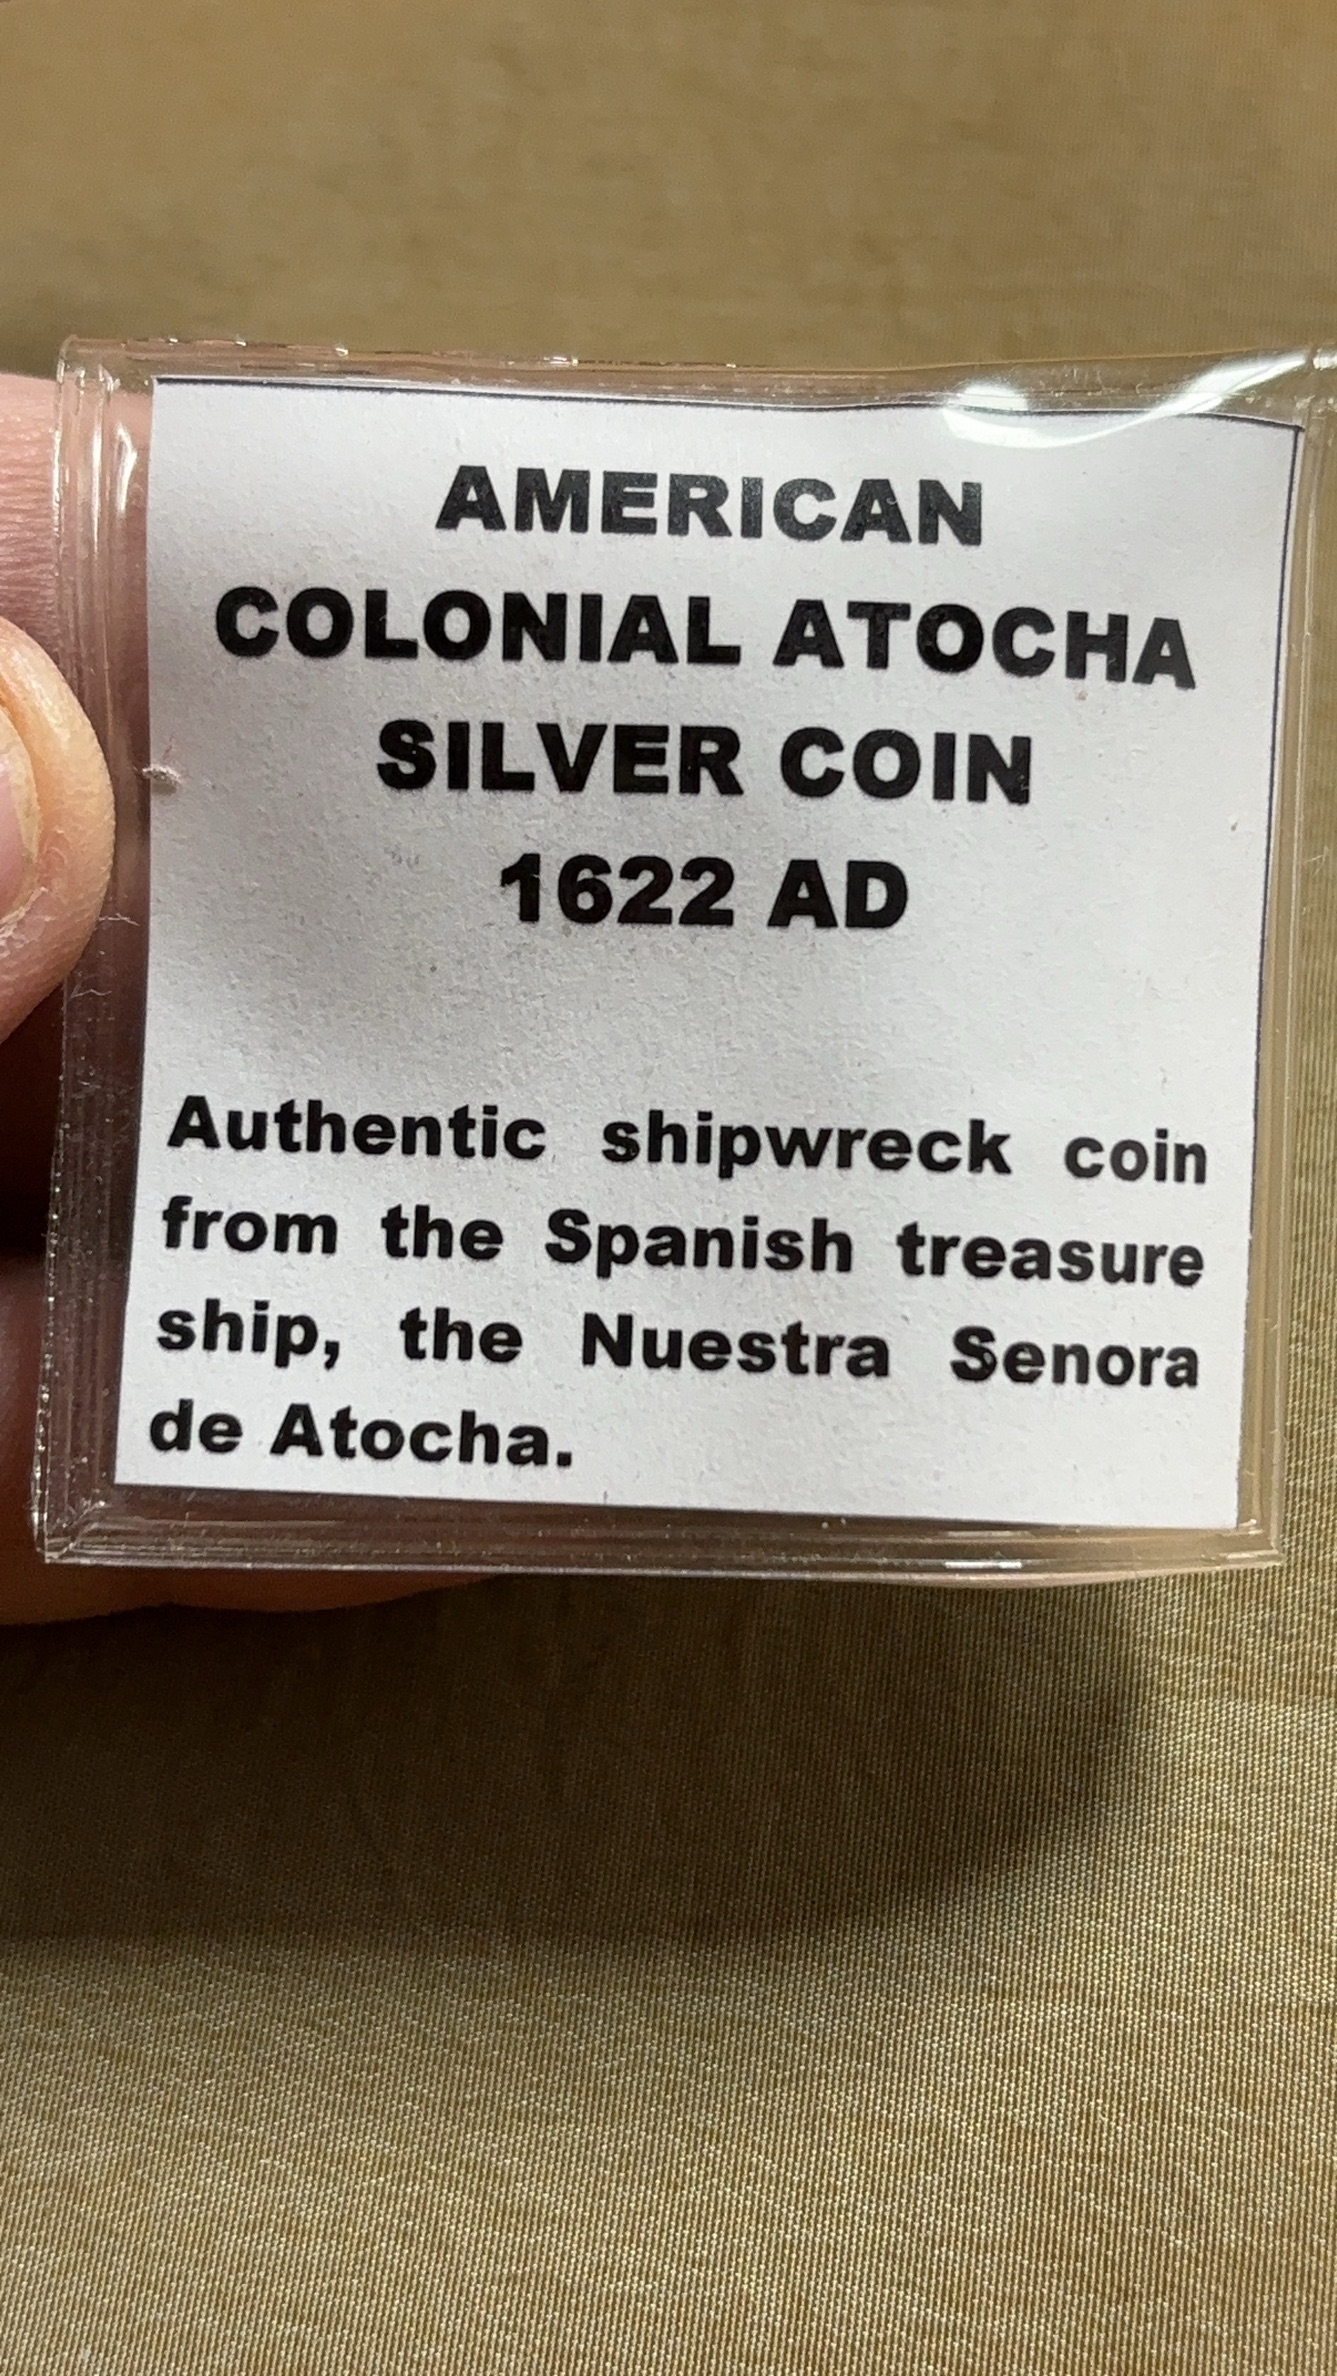 AMERICAN
COLONIAL ATOCHA
SILVER COIN
1622 AD
Authentic shipwreck coin
from the Spanish treasure
ship, the Nuestra Senora
de Atocha.